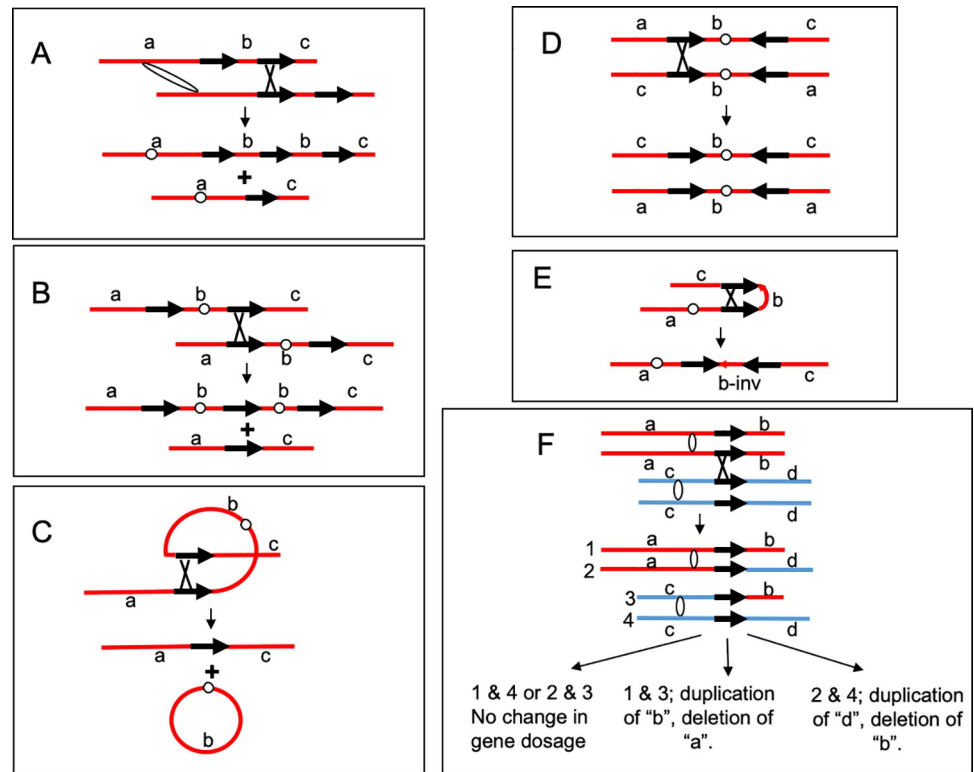 A
a b c
a b b c
+
a c
B
a b c
a b c
a b b c
+
a c
C
b
c
a
a c
+
b
D
a b c
c b a
c b c
a b a
E
c
b
a
a b-inv c
F
a b
a b
c d
c d
1 a b
2 a d
3 c b
4 c d
1 & 4 or 2 & 3
No change in
gene dosage
1 & 3; duplication
of “b”, deletion of
“a”.
2 & 4; duplication
of “d”, deletion of
“b”.